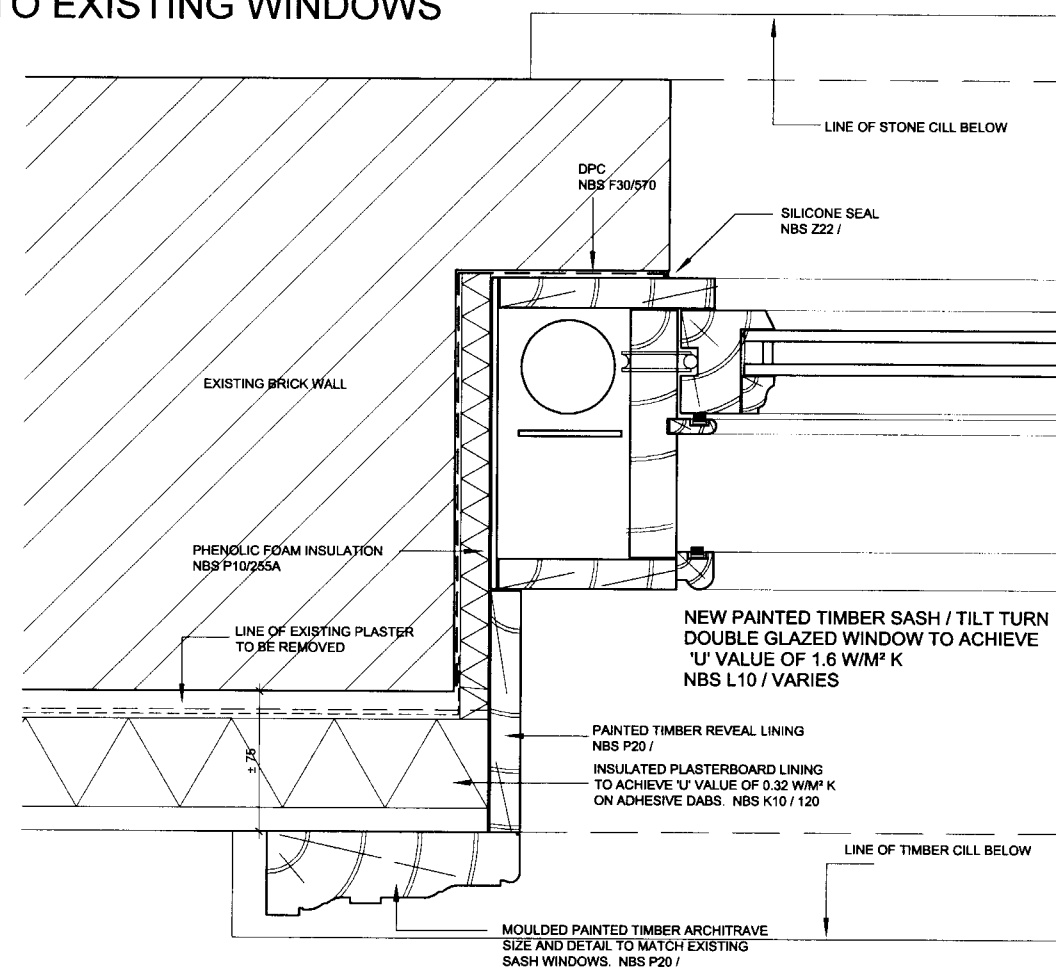 TO EXISTING WINDOWS
LINE OF STONE CILL BELOW
DPC
NBS F30/570
SILICONE SEAL
NBS Z22 /
EXISTING BRICK WALL
PHENOLIC FOAM INSULATION
NBS P10/255A
LINE OF EXISTING PLASTER
TO BE REMOVED
NEW PAINTED TIMBER SASH / TILT TURN
DOUBLE GLAZED WINDOW TO ACHIEVE
'U' VALUE OF 1.6 W/M² K
NBS L10 / VARIES
PAINTED TIMBER REVEAL LINING
NBS P20 /
± 75
INSULATED PLASTERBOARD LINING
TO ACHIEVE 'U' VALUE OF 0.32 W/M² K
ON ADHESIVE DABS. NBS K10 / 120
LINE OF TIMBER CILL BELOW
MOULDED PAINTED TIMBER ARCHITRAVE
SIZE AND DETAIL TO MATCH EXISTING
SASH WINDOWS. NBS P20 /